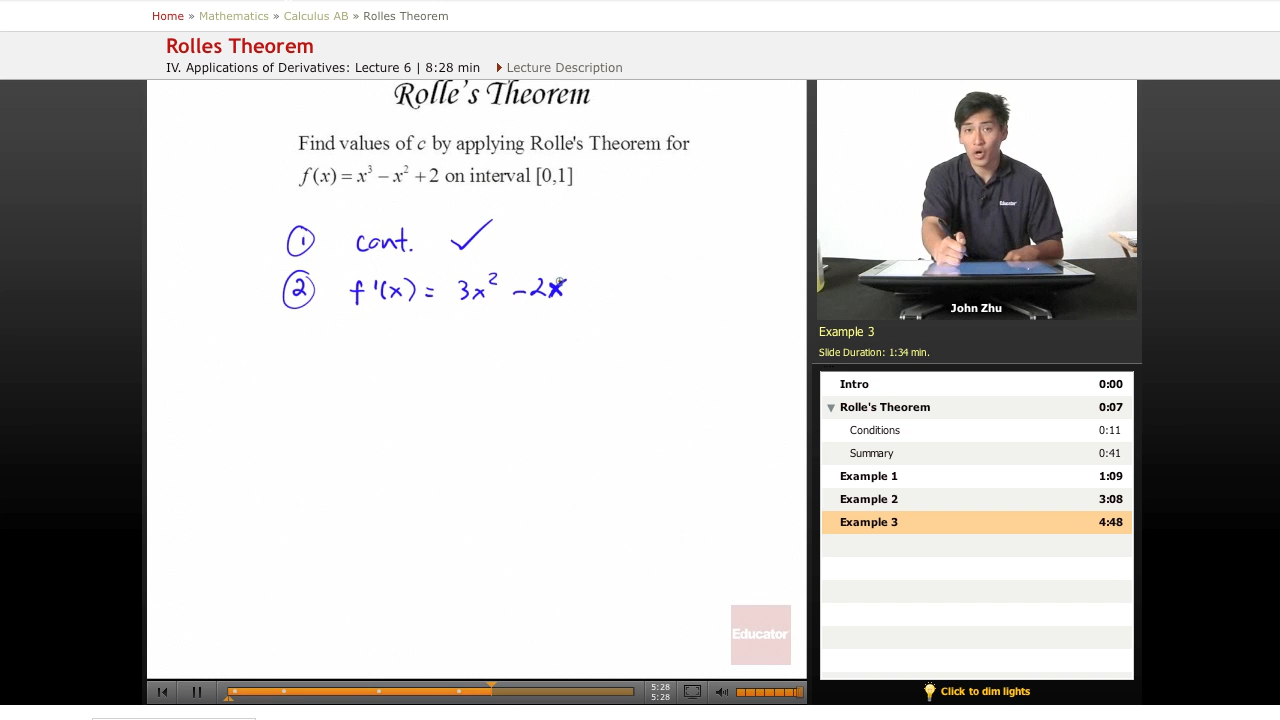 Home » Mathematics » Calculus AB » Rolles Theorem
Rolles Theorem
IV. Applications of Derivatives: Lecture 6 | 8:28 min Lecture Description
Rolle's Theorem
Find values of c by applying Rolle's Theorem for
f(x) = x³ − x² + 2 on interval [0,1]
① cont. ✓
② f'(x) = 3x² − 2x
Educator
5:28
5:28
Educator
John Zhu
Example 3
Slide Duration: 1:34 min.
Intro 0:00
▼ Rolle's Theorem 0:07
Conditions 0:11
Summary 0:41
Example 1 1:09
Example 2 3:08
Example 3 4:48
Click to dim lights